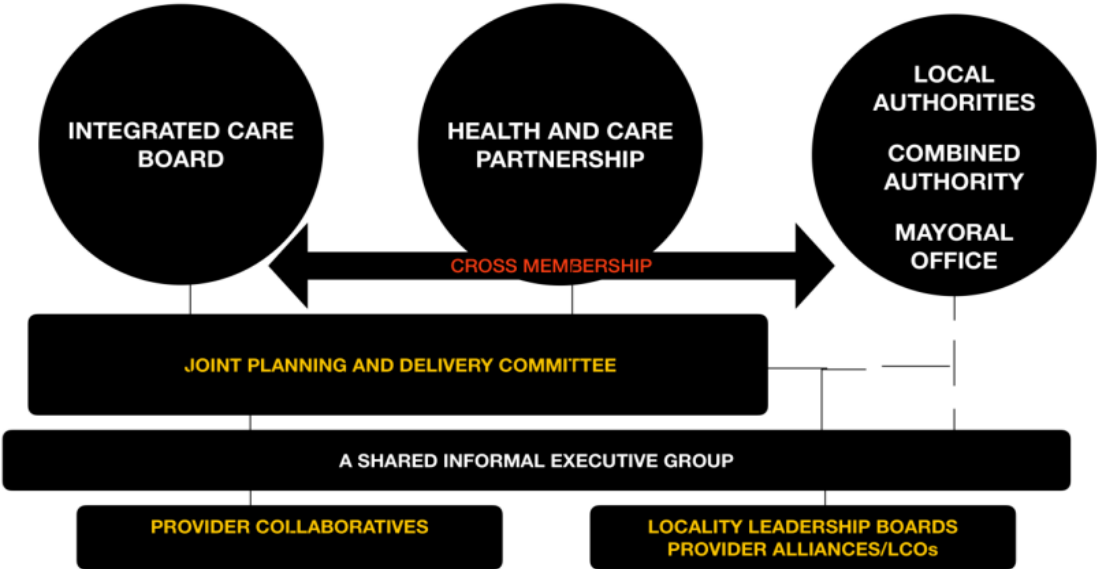 INTEGRATED CARE
BOARD
HEALTH AND CARE
PARTNERSHIP
LOCAL
AUTHORITIES
COMBINED
AUTHORITY
MAYORAL
OFFICE
CROSS MEMBERSHIP
JOINT PLANNING AND DELIVERY COMMITTEE
A SHARED INFORMAL EXECUTIVE GROUP
PROVIDER COLLABORATIVES
LOCALITY LEADERSHIP BOARDS
PROVIDER ALLIANCES/LCOs